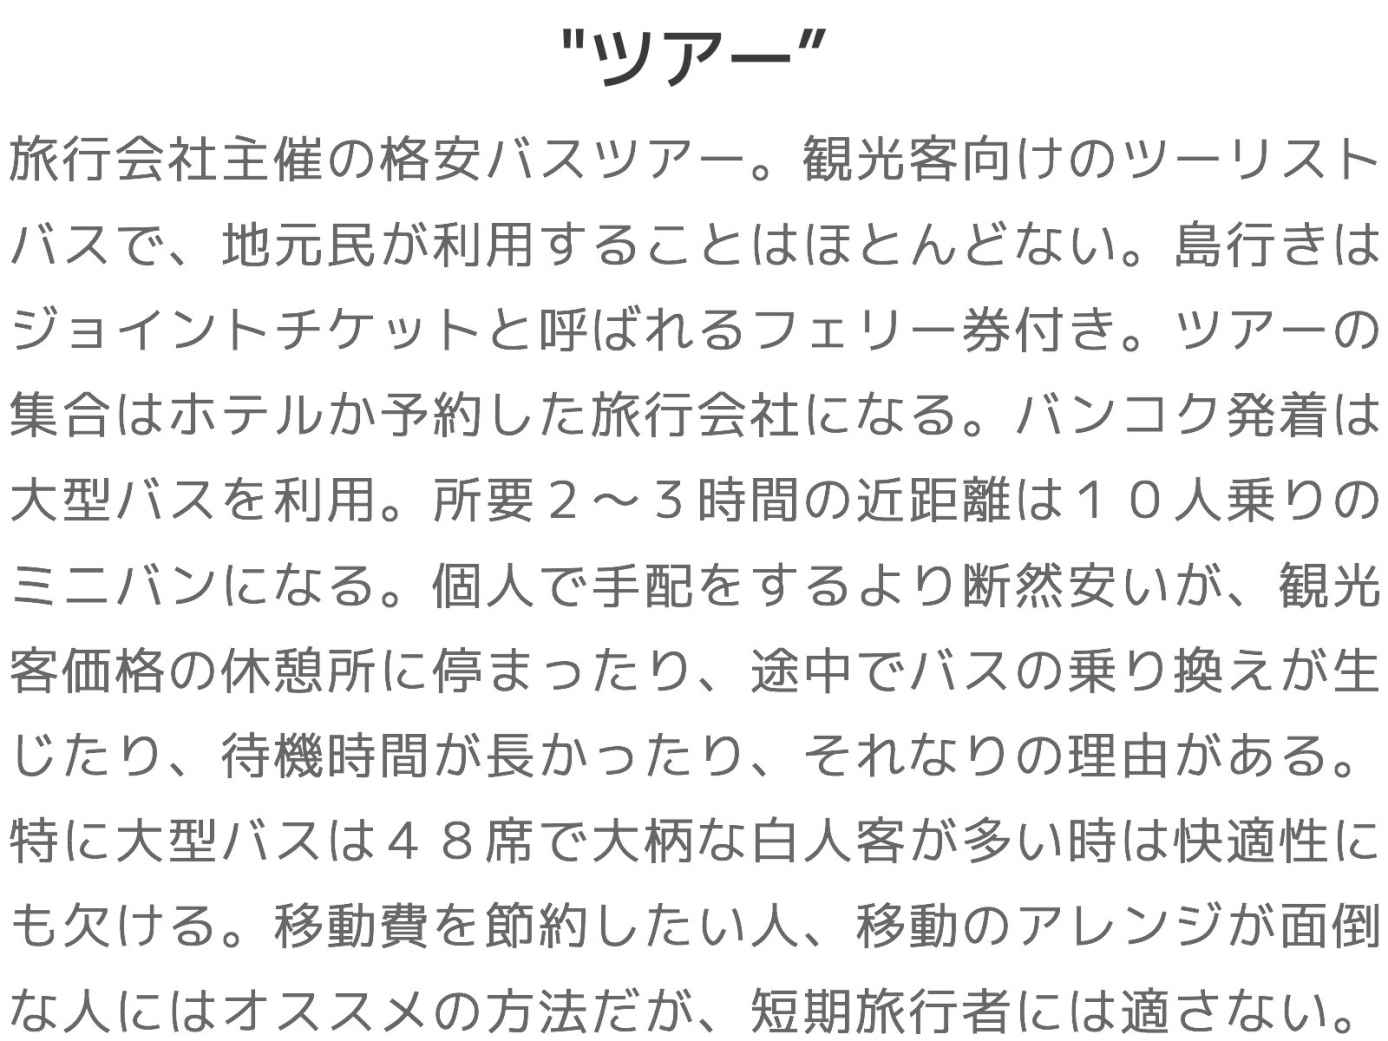 "ツアー”
旅行会社主催の格安バスツアー。観光客向けのツーリスト
バスで、地元民が利用することはほとんどない。島行きは
ジョイントチケットと呼ばれるフェリー券付き。ツアーの
集合はホテルか予約した旅行会社になる。バンコク発着は
大型バスを利用。所要２～３時間の近距離は１０人乗りの
ミニバンになる。個人で手配をするより断然安いが、観光
客価格の休憩所に停まったり、途中でバスの乗り換えが生
じたり、待機時間が長かったり、それなりの理由がある。
特に大型バスは４８席で大柄な白人客が多い時は快適性に
も欠ける。移動費を節約したい人、移動のアレンジが面倒
な人にはオススメの方法だが、短期旅行者には適さない。